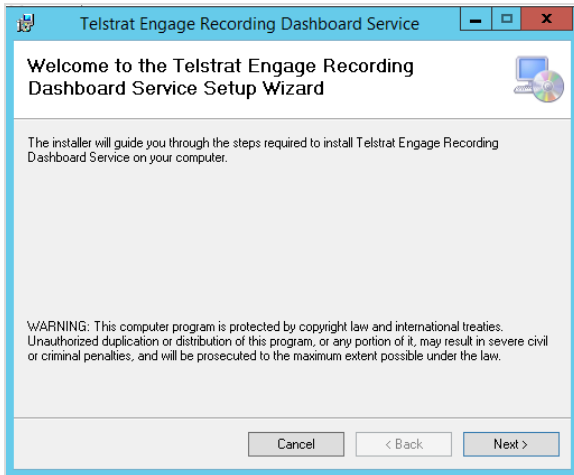 Telstrat Engage Recording Dashboard Service
Welcome to the Telstrat Engage Recording
Dashboard Service Setup Wizard
The installer will guide you through the steps required to install Telstrat Engage Recording
Dashboard Service on your computer.
WARNING: This computer program is protected by copyright law and international treaties.
Unauthorized duplication or distribution of this program, or any portion of it, may result in severe civil
or criminal penalties, and will be prosecuted to the maximum extent possible under the law.
Cancel
< Back
Next >